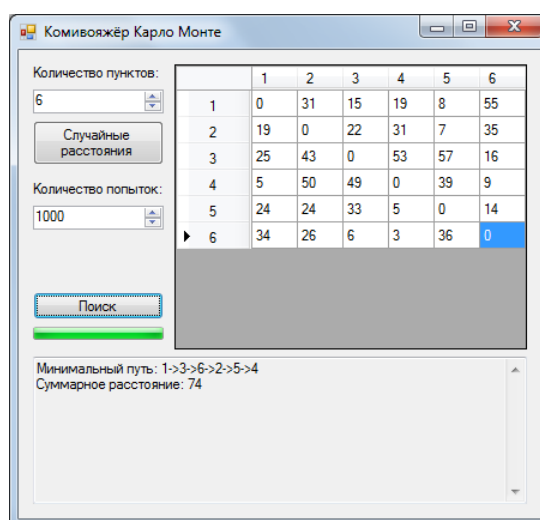 Комивояжёр Карло Монте
Количество пунктов:
6
Случайные
расстояния
Количество попыток:
1000
Поиск
1 2 3 4 5 6
1 0 31 15 19 8 55
2 19 0 22 31 7 35
3 25 43 0 53 57 16
4 5 50 49 0 39 9
5 24 24 33 5 0 14
6 34 26 6 3 36 0
Минимальный путь: 1->3->6->2->5->4
Суммарное расстояние: 74